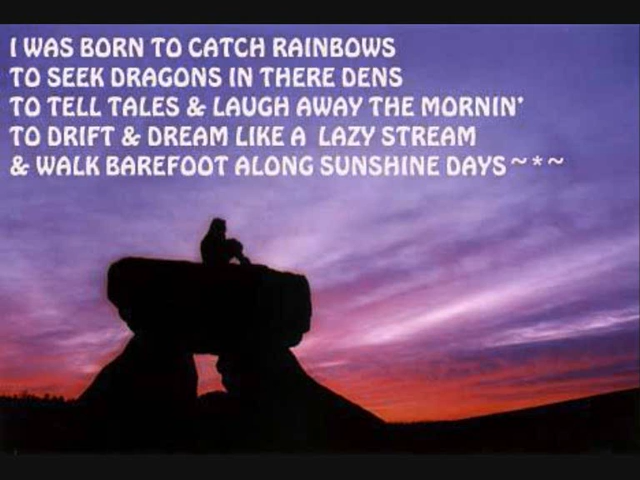 I WAS BORN TO CATCH RAINBOWS
TO SEEK DRAGONS IN THERE DENS
TO TELL TALES & LAUGH AWAY THE MORNIN'
TO DRIFT & DREAM LIKE A LAZY STREAM
& WALK BAREFOOT ALONG SUNSHINE DAYS~*~